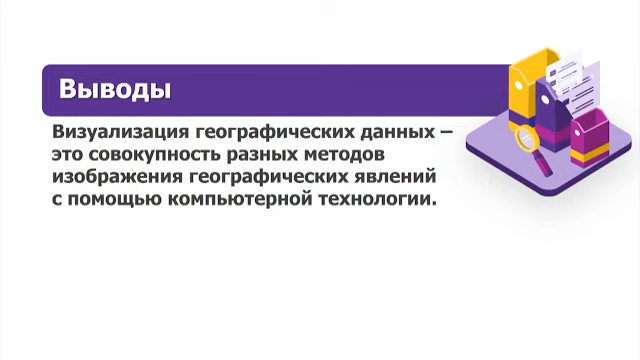 Выводы
Визуализация географических данных –
это совокупность разных методов
изображения географических явлений
с помощью компьютерной технологии.